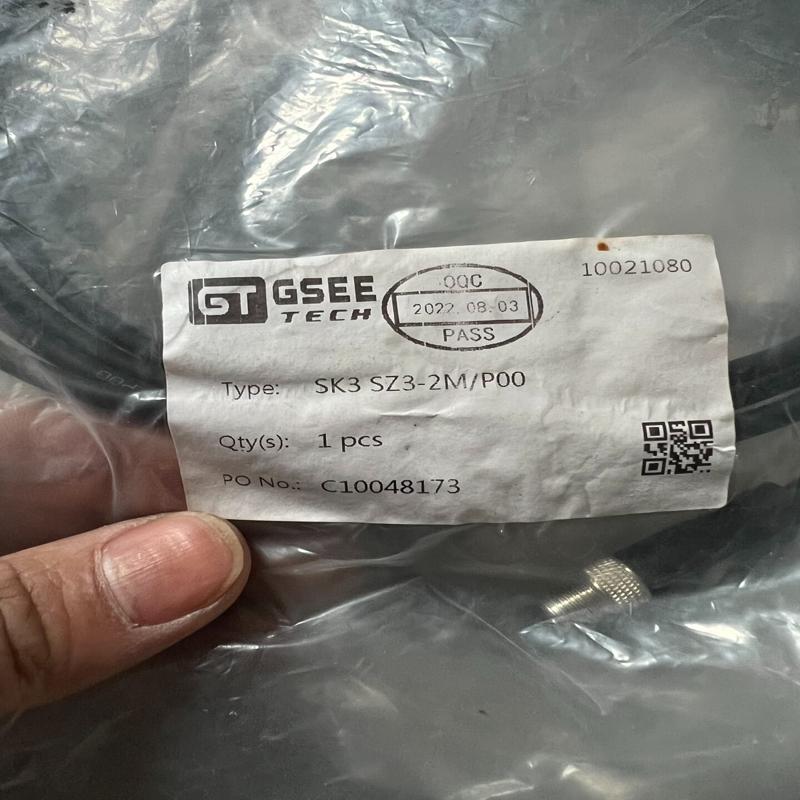 GT GSEE TECH
OQC
2022.08.03
PASS
10021080
Type: SK3 SZ3-2M/P00
Qty(s): 1 pcs
PO No.: C10048173